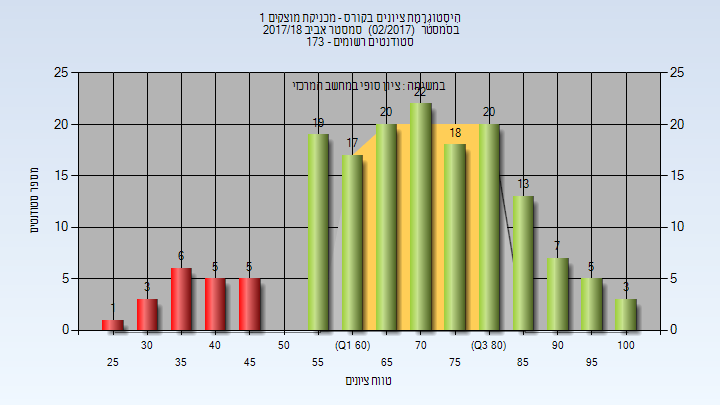 היסטוגרמת ציונים בקורס - מכניקת מוצקים 1
בסמסטר (02/2017) סמסטר אביב 2017/18
סטודנטים רשומים - 173
במשימה : ציון סופי במחשב המרכזי
25 25
20 20
15 15
10 10
5 5
0 0
מספר סטודנטים
1 3 6 5 5 19 17 20 22 18 20 13 7 5 3
30 40 50 (Q1 60) 70 (Q3 80) 90 100
25 35 45 55 65 75 85 95
טווח ציונים